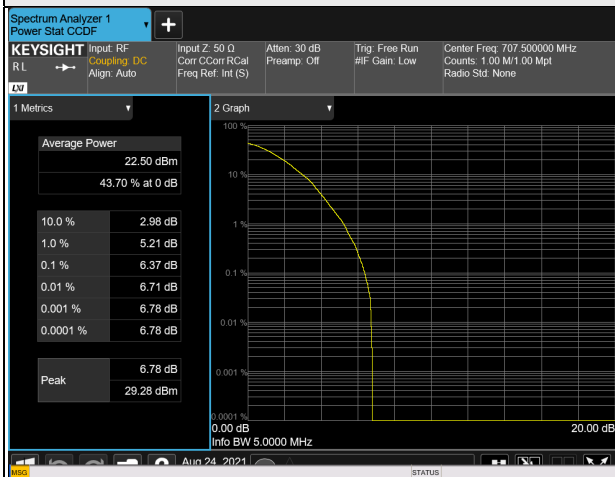 Spectrum Analyzer 1
Power Stat CCDF
+
KEYSIGHT
RL
LXI
Input: RF
Coupling: DC
Align: Auto
Input Z: 50 Ω
Corr CCorr RCal
Freq Ref: Int (S)
Atten: 30 dB
Preamp: Off
Trig: Free Run
#IF Gain: Low
Center Freq: 707.500000 MHz
Counts: 1.00 M/1.00 Mpt
Radio Std: None
1 Metrics
Average Power
22.50 dBm
43.70 % at 0 dB
10.0 % 2.98 dB
1.0 % 5.21 dB
0.1 % 6.37 dB
0.01 % 6.71 dB
0.001 % 6.78 dB
0.0001 % 6.78 dB
Peak
6.78 dB
29.28 dBm
2 Graph
100 %
10 %
1 %
0.1 %
0.01 %
0.001 %
0.0001 %
0.00 dB 20.00 dB
Info BW 5.0000 MHz
Aug 24, 2021
MSG STATUS